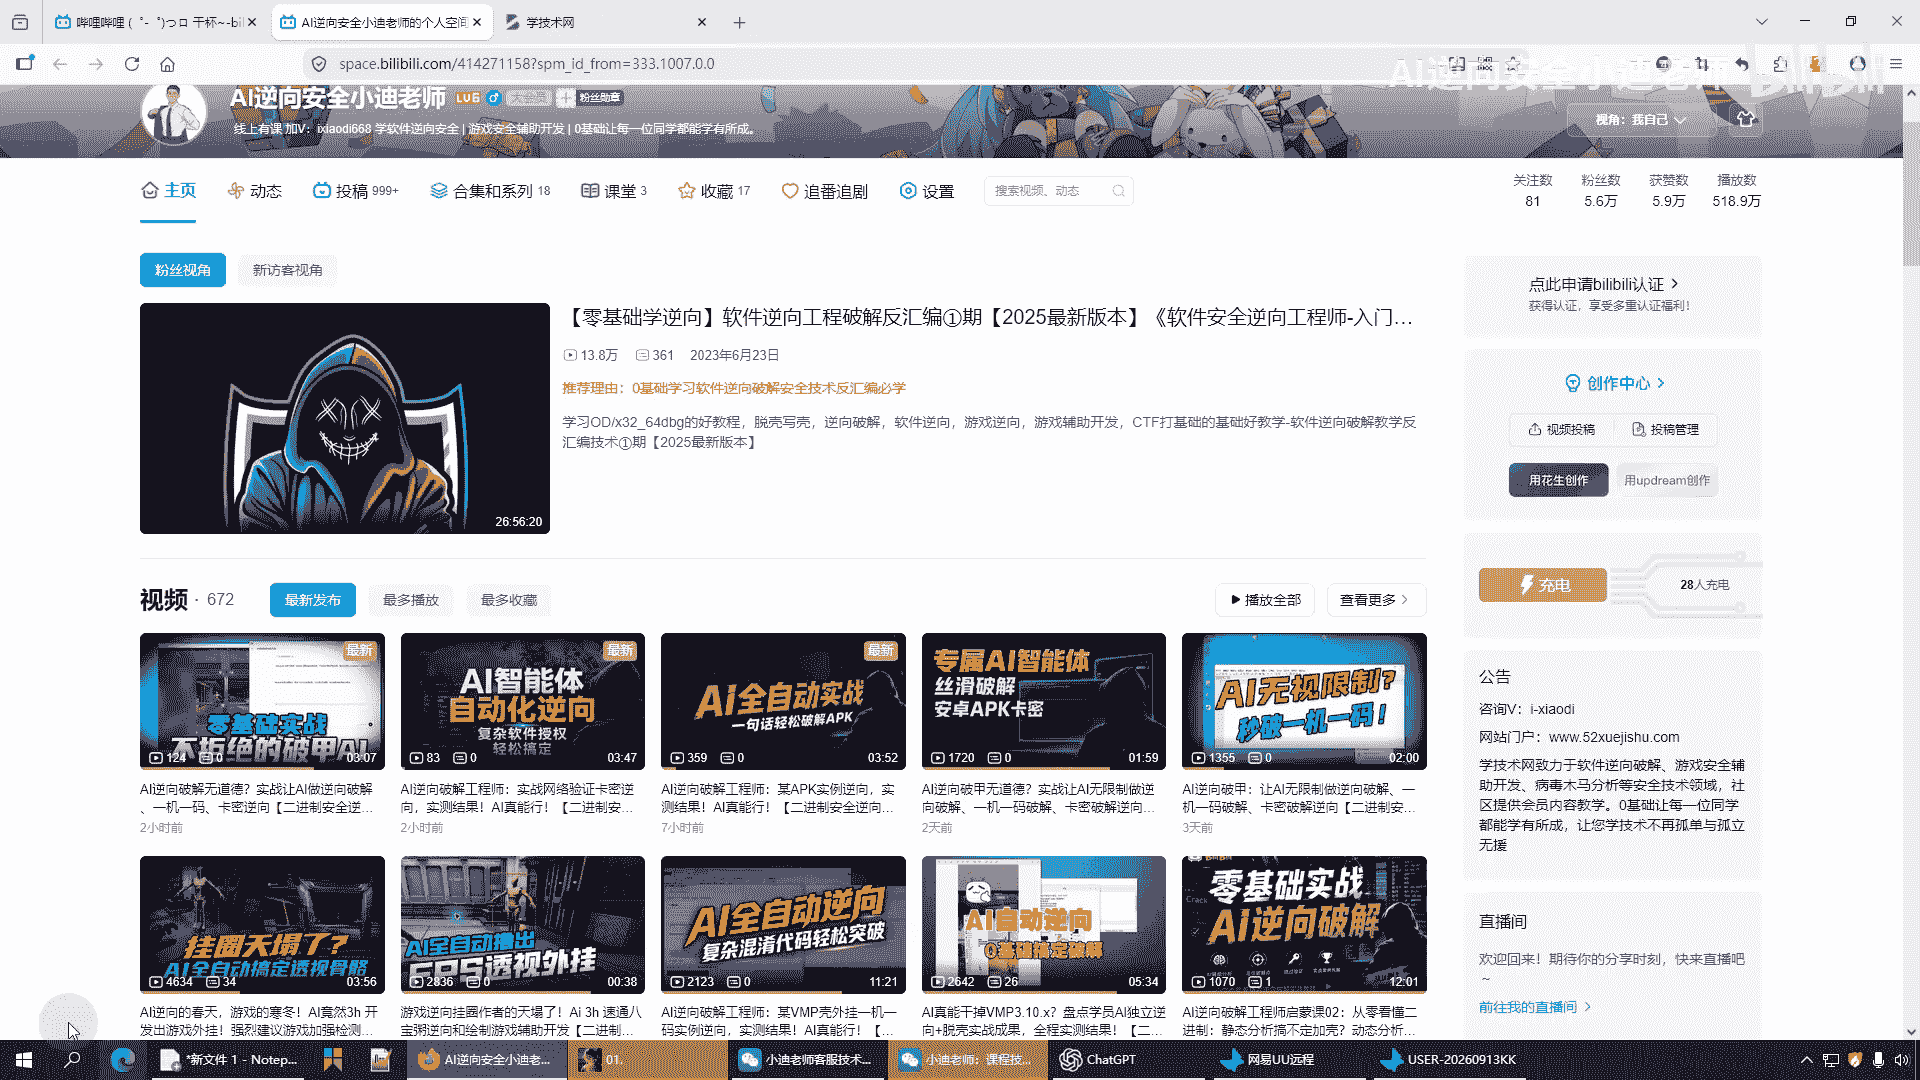 哔哩哔哩 (゜-゜)つロ 干杯~-bi
AI逆向安全小迪老师的个人空间
学技术网
space.bilibili.com/414271158?spm_id_from=333.1007.0.0
AI逆向安全小迪老师
bilibili
AI逆向安全小迪老师
大会员
粉丝勋章
线上有课 加V：ixiaodi668 学软件逆向安全 | 游戏安全辅助开发 | 0基础让每一位同学都能学有所成。
视角：我自己
主页
动态
投稿 999+
合集和系列 18
课堂 3
收藏 17
追番追剧
设置
搜索视频、动态
关注数 粉丝数 获赞数 播放数
81 5.6万 5.9万 518.9万
粉丝视角
新访客视角
【零基础学逆向】软件逆向工程破解反汇编①期【2025最新版本】《软件安全逆向工程师-入门…
13.8万 361 2023年6月23日
推荐理由：0基础学习软件逆向破解安全技术反汇编必学
学习OD/x32_64dbg的好教程，脱壳写壳，逆向破解，软件逆向，游戏逆向，游戏辅助开发，CTF打基础的基础好教学-软件逆向破解教学反
汇编技术①期【2025最新版本】
26:56:20
点此申请bilibili认证
获得认证，享受多重认证福利！
创作中心
视频投稿
投稿管理
用花生创作
用updream创作
充电
28人充电
视频 · 672
最新发布
最多播放
最多收藏
播放全部
查看更多
最新
零基础实战
不拒绝的破甲AI
124 0 03:07
AI逆向破解无道德？实战让AI做逆向破解
、一机一码、卡密逆向【二进制安全逆…
2小时前
最新
AI智能体
自动化逆向
复杂软件授权
轻松搞定
83 0 03:47
AI逆向破解工程师：实战网络验证卡密逆
向，实测结果！AI真能行！【二进制安…
2小时前
最新
AI全自动实战
一句话轻松破解APK
359 0 03:52
AI逆向破解工程师：某APK实例逆向，实
测结果！AI真能行！【二进制安全逆向…
7小时前
专属AI智能体
丝滑破解
安卓APK卡密
1720 0 01:59
AI逆向破甲无道德？实战让AI无限制做逆
向破解、一机一码破解、卡密破解逆向…
2天前
AI无视限制？
秒破一机一码！
1355 0 02:00
AI逆向破甲：让AI无限制做逆向破解、一
机一码破解、卡密破解逆向【二进制安…
3天前
挂圈天塌了？
AI全自动搞定透视骨骼
4634 34 03:56
AI逆向的春天，游戏的寒冬！AI竟然3h 开
发出游戏外挂！强烈建议游戏加强检测…
AI全自动撸出
FPS透视外挂
2836 0 00:38
游戏逆向挂圈作者的天塌了！Ai 3h 速通八
宝粥逆向和绘制游戏辅助开发【二进制…
AI全自动逆向
复杂混淆代码轻松突破
2123 0 11:21
AI逆向破解工程师：某VMP壳外挂一机一
码实例逆向，实测结果！AI真能行！【…
AI自动逆向
0基础搞定破解
2642 26 05:34
AI真能干掉VMP3.10.x？盘点学员AI独立逆
向+脱壳实战成果，全程实测结果！【二…
零基础实战
Crack
AI逆向破解
1070 1 12:01
AI逆向破解工程师启蒙课02：从零看懂二
进制：静态分析搞不定加壳？动态分析…
公告
咨询V：i-xiaodi
网站门户：www.52xuejishu.com
学技术网致力于软件逆向破解、游戏安全辅
助开发、病毒木马分析等安全技术领域，社
区提供会员内容教学。0基础让每一位同学
都能学有所成，让您学技术不再孤单与孤立
无援
直播间
欢迎回来！期待你的分享时刻，快来直播吧
~
前往我的直播间
*新文件 1 - Notep...
AI逆向安全小迪老...
01.
小迪老师客服技术...
小迪老师：课程技...
ChatGPT
网易UU远程
USER-20260913KK